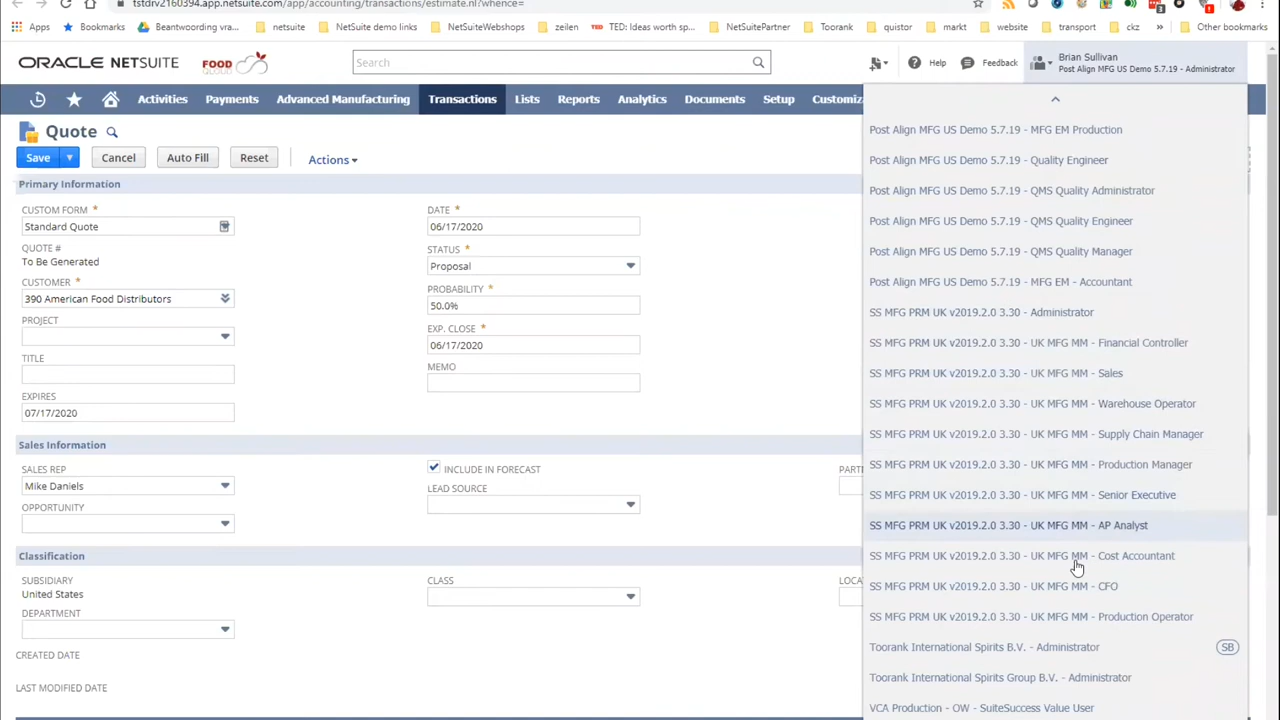 tstdrv2160394.app.netsuite.com/app/accounting/transactions/estimate.nl?whence=
Apps Bookmarks Beantwoording vra... netsuite NetSuite demo links NetSuiteWebshops zeilen TED: Ideas worth sp... NetSuitePartner Toorank quistor markt website transport ckz » Other bookmarks
ORACLE NETSUITE FOOD QLOUD Search Help Feedback Brian Sullivan
Post Align MFG US Demo 5.7.19 - Administrator
Activities Payments Advanced Manufacturing Transactions Lists Reports Analytics Documents Setup Customiza
Quote
Save Cancel Auto Fill Reset Actions
Primary Information
CUSTOM FORM *
Standard Quote
QUOTE #
To Be Generated
CUSTOMER *
390 American Food Distributors
PROJECT
TITLE
EXPIRES
07/17/2020
DATE *
06/17/2020
STATUS *
Proposal
PROBABILITY *
50.0%
EXP. CLOSE *
06/17/2020
MEMO
Sales Information
SALES REP
Mike Daniels
OPPORTUNITY
INCLUDE IN FORECAST
LEAD SOURCE
PART
Classification
SUBSIDIARY
United States
DEPARTMENT
CLASS
LOCA
CREATED DATE
LAST MODIFIED DATE
Post Align MFG US Demo 5.7.19 - MFG EM Production
Post Align MFG US Demo 5.7.19 - Quality Engineer
Post Align MFG US Demo 5.7.19 - QMS Quality Administrator
Post Align MFG US Demo 5.7.19 - QMS Quality Engineer
Post Align MFG US Demo 5.7.19 - QMS Quality Manager
Post Align MFG US Demo 5.7.19 - MFG EM - Accountant
SS MFG PRM UK v2019.2.0 3.30 - Administrator
SS MFG PRM UK v2019.2.0 3.30 - UK MFG MM - Financial Controller
SS MFG PRM UK v2019.2.0 3.30 - UK MFG MM - Sales
SS MFG PRM UK v2019.2.0 3.30 - UK MFG MM - Warehouse Operator
SS MFG PRM UK v2019.2.0 3.30 - UK MFG MM - Supply Chain Manager
SS MFG PRM UK v2019.2.0 3.30 - UK MFG MM - Production Manager
SS MFG PRM UK v2019.2.0 3.30 - UK MFG MM - Senior Executive
SS MFG PRM UK v2019.2.0 3.30 - UK MFG MM - AP Analyst
SS MFG PRM UK v2019.2.0 3.30 - UK MFG MM - Cost Accountant
SS MFG PRM UK v2019.2.0 3.30 - UK MFG MM - CFO
SS MFG PRM UK v2019.2.0 3.30 - UK MFG MM - Production Operator
Toorank International Spirits B.V. - Administrator SB
Toorank International Spirits Group B.V. - Administrator
VCA Production - OW - SuiteSuccess Value User